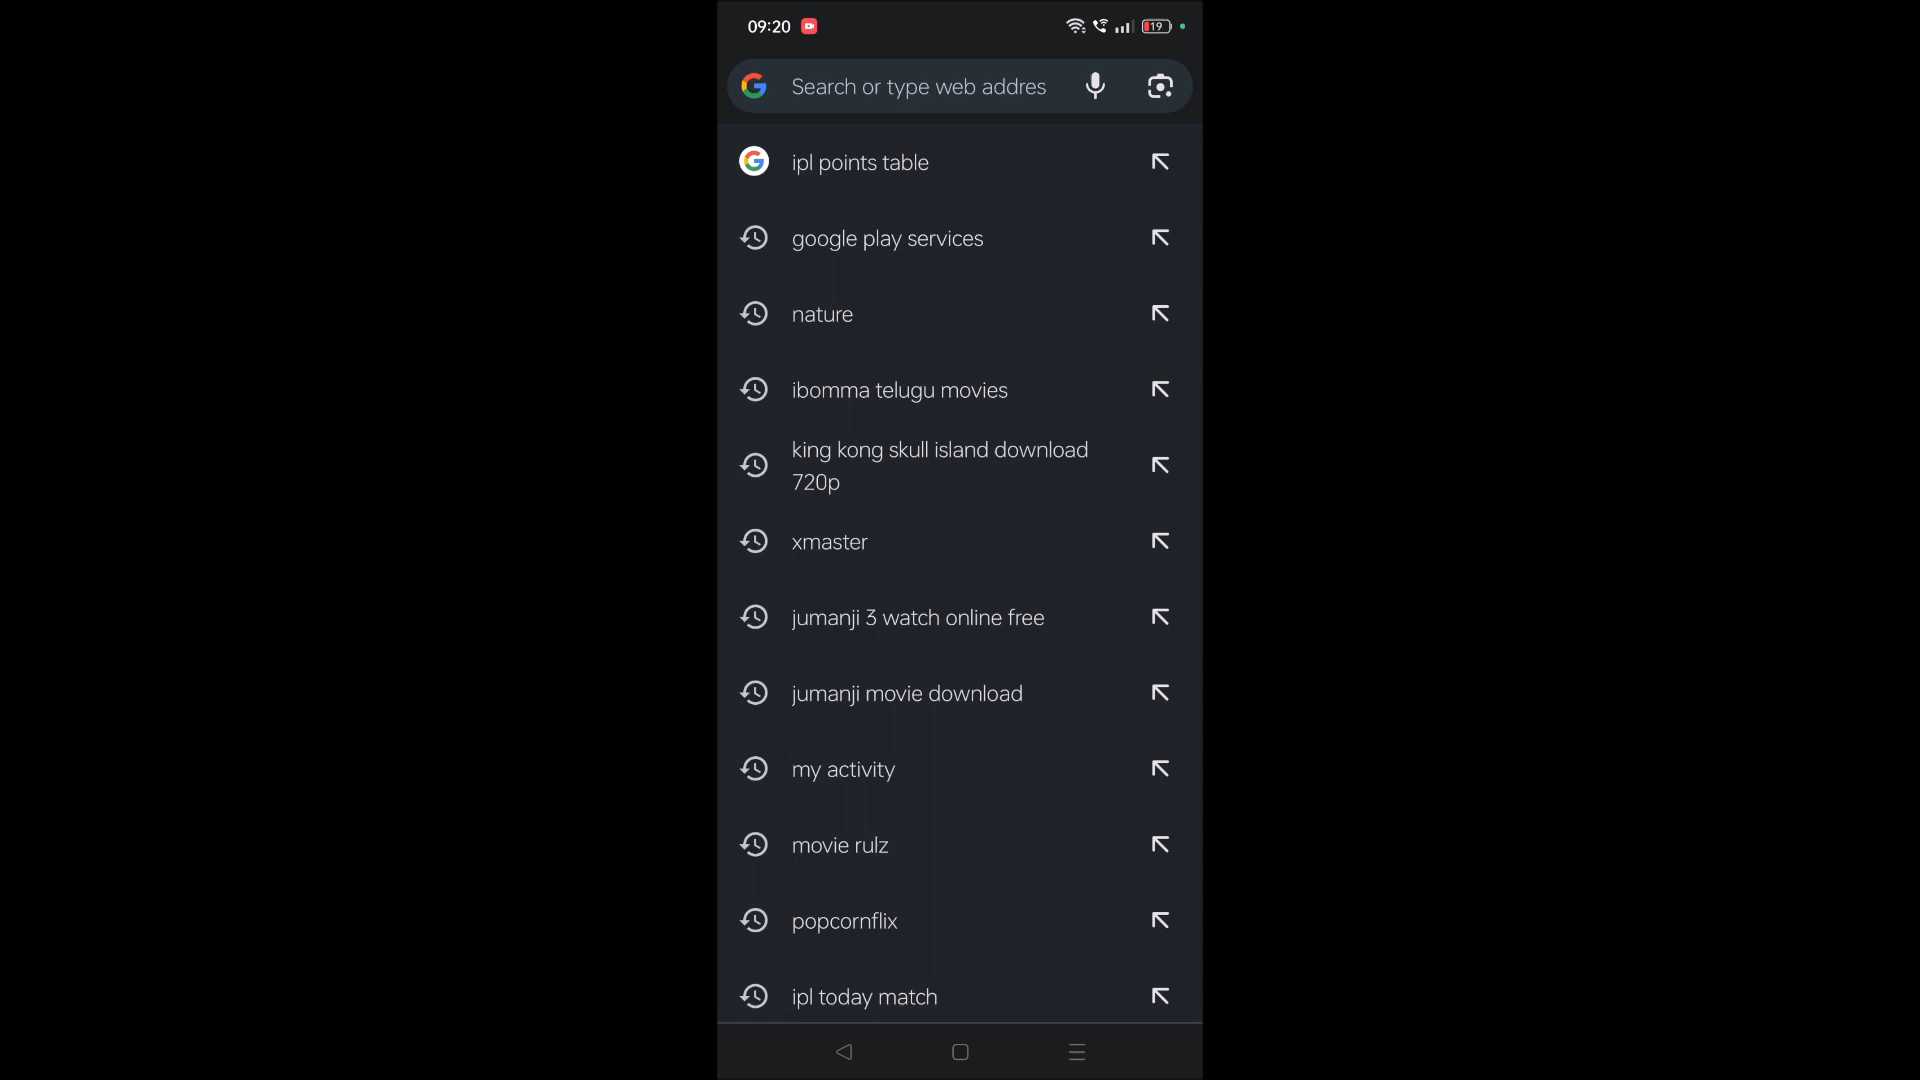 09:20
19
Search or type web addres
ipl points table
google play services
nature
ibomma telugu movies
king kong skull island download
720p
xmaster
jumanji 3 watch online free
jumanji movie download
my activity
movie rulz
popcornflix
ipl today match